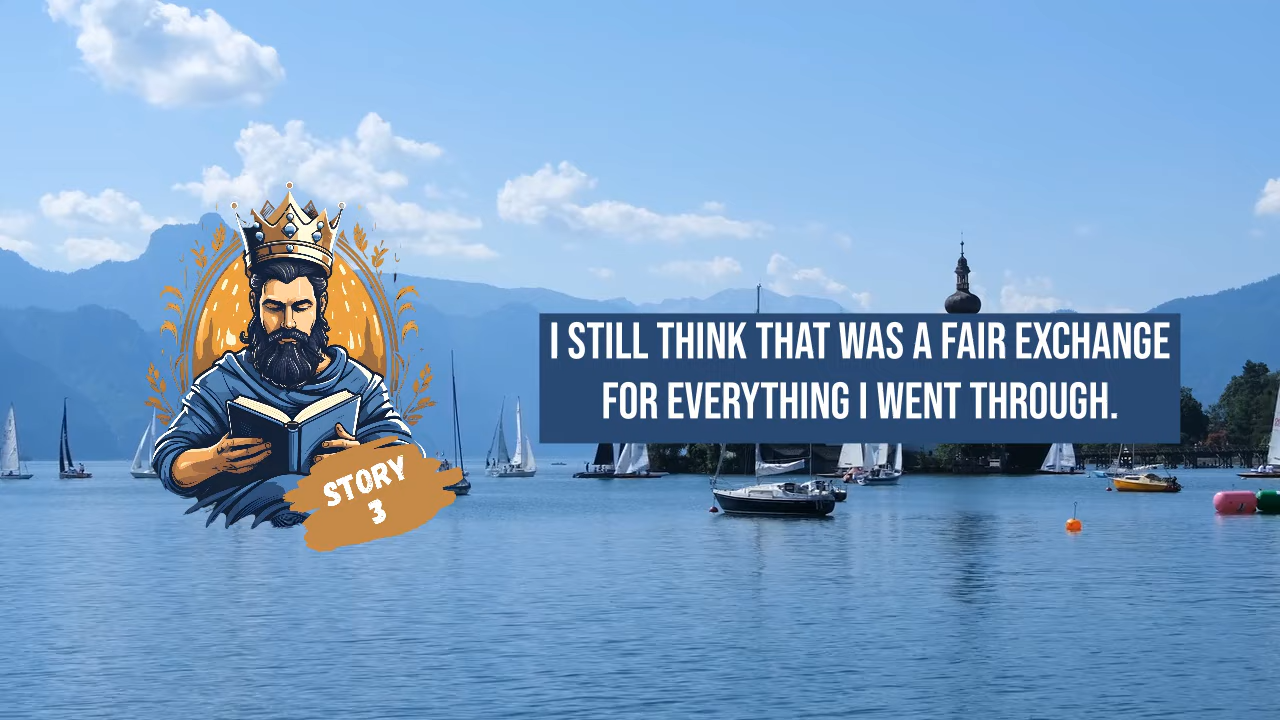 I STILL THINK THAT WAS A FAIR EXCHANGE
FOR EVERYTHING I WENT THROUGH.
STORY
3